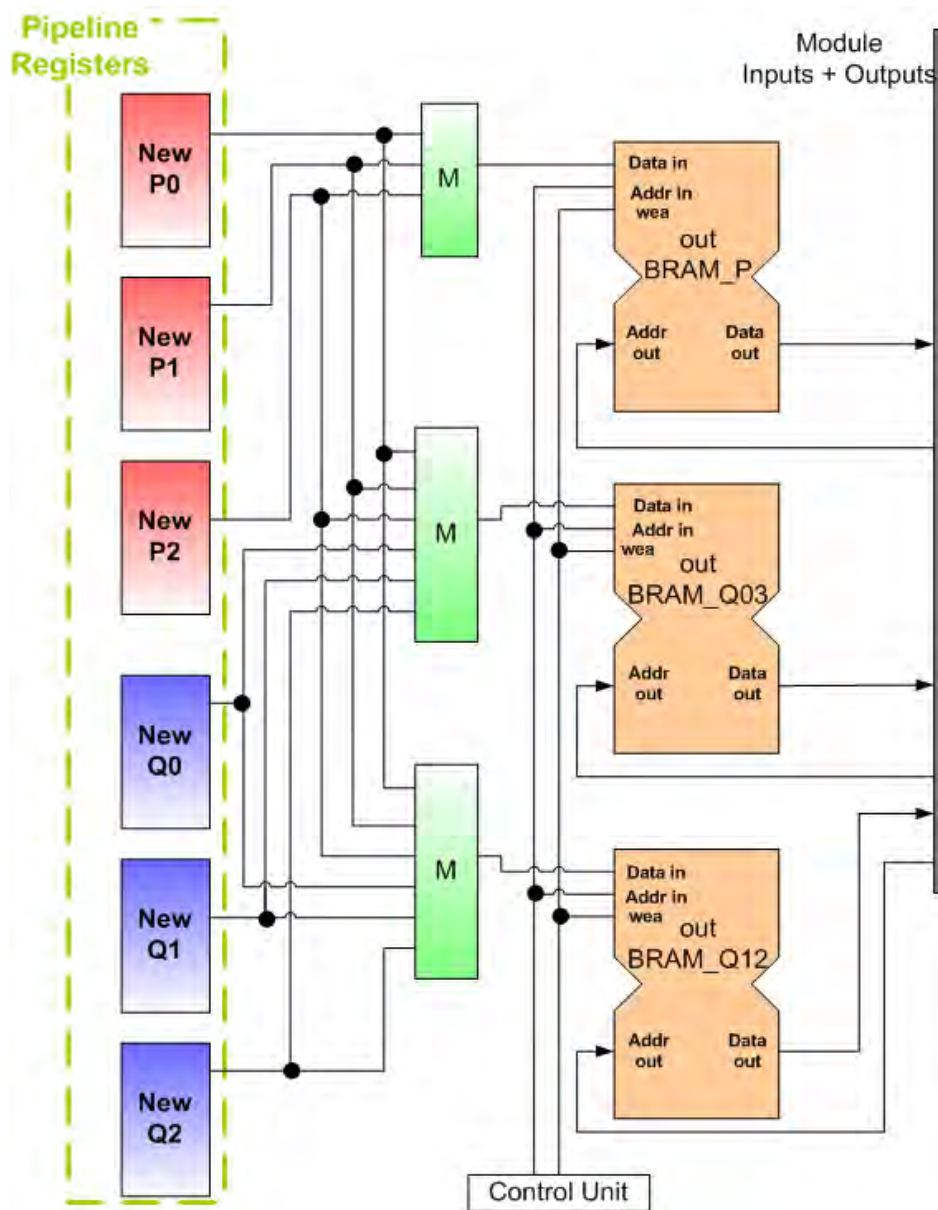 Pipeline
Registers
Module
Inputs + Outputs
New
P0
New
P1
New
P2
New
Q0
New
Q1
New
Q2
M
M
M
Data in
Addr in
wea
out
BRAM_P
Addr
out
Data
out
Data in
Addr in
wea
out
BRAM_Q03
Addr
out
Data
out
Data in
Addr in
wea
out
BRAM_Q12
Addr
out
Data
out
Control Unit